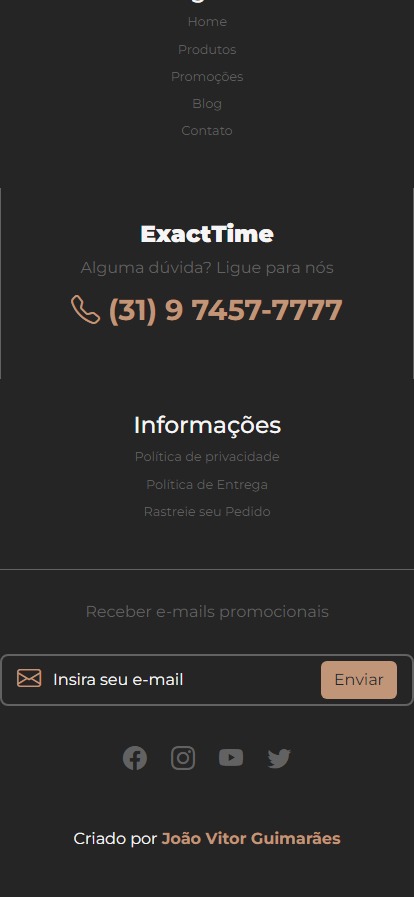 Home
Produtos
Promoções
Blog
Contato
ExactTime
Alguma dúvida? Ligue para nós
(31) 9 7457-7777
Informações
Política de privacidade
Política de Entrega
Rastreie seu Pedido
Receber e-mails promocionais
Insira seu e-mail Enviar
Criado por João Vitor Guimarães